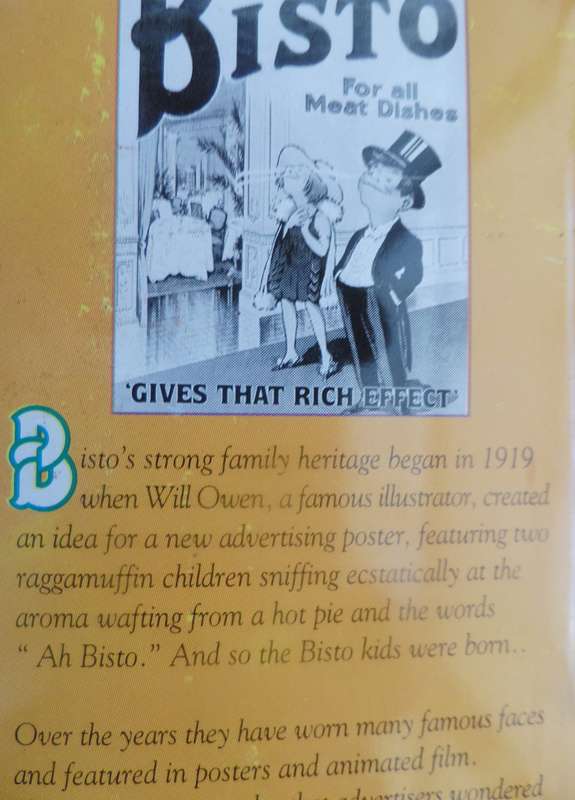 BISTO
For all
Meat Dishes
'GIVES THAT RICH EFFECT'
Bisto's strong family heritage began in 1919
when Will Owen, a famous illustrator, created
an idea for a new advertising poster, featuring two
raggamuffin children sniffing ecstatically at the
aroma wafting from a hot pie and the words
“ Ah Bisto.” And so the Bisto kids were born..
Over the years they have worn many famous faces
and featured in posters and animated film.
advertisers wondered